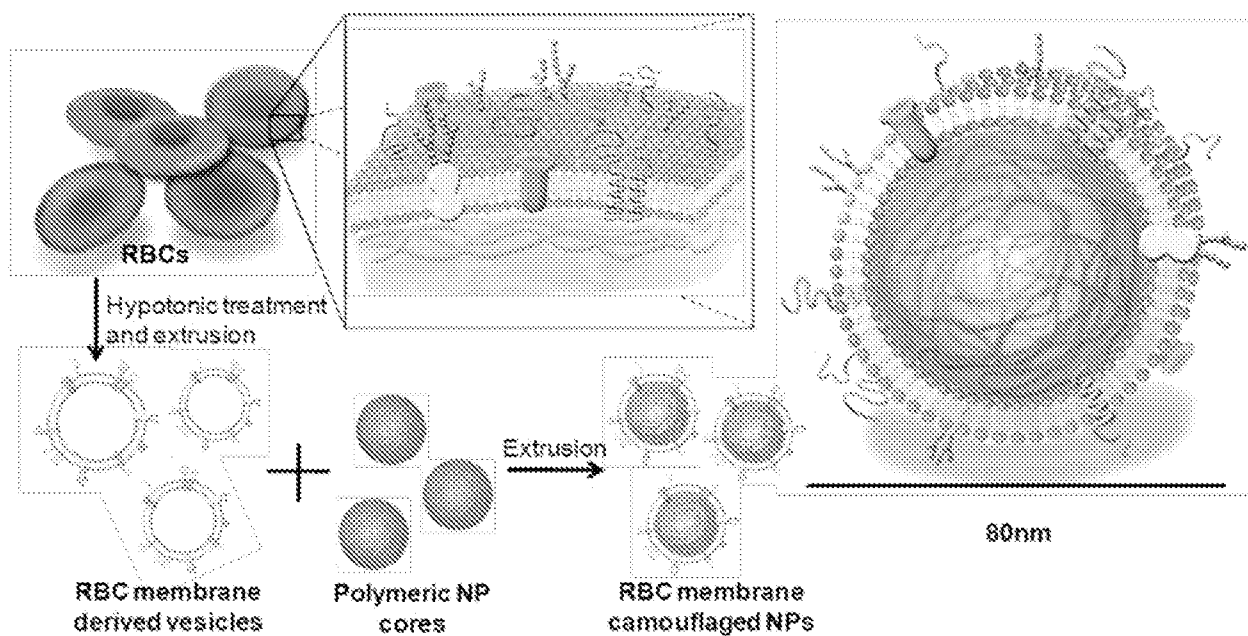 RBCs
Hypotonic treatment
and extrusion
Extrusion
RBC membrane
derived vesicles
Polymeric NP
cores
RBC membrane
camouflaged NPs
80nm